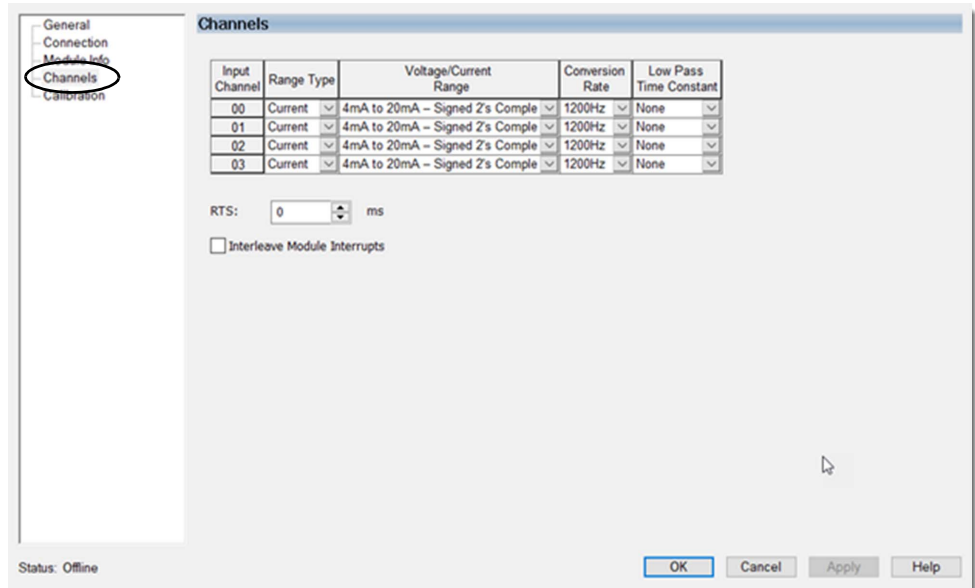 General
Connection
Module Info
Channels
Calibration
Channels
Input Channel Range Type Voltage/Current Range Conversion Rate Low Pass Time Constant
00 Current 4mA to 20mA – Signed 2's Comple 1200Hz None
01 Current 4mA to 20mA – Signed 2's Comple 1200Hz None
02 Current 4mA to 20mA – Signed 2's Comple 1200Hz None
03 Current 4mA to 20mA – Signed 2's Comple 1200Hz None
RTS: 0 ms
Interleave Module Interrupts
Status: Offline
OK Cancel Apply Help